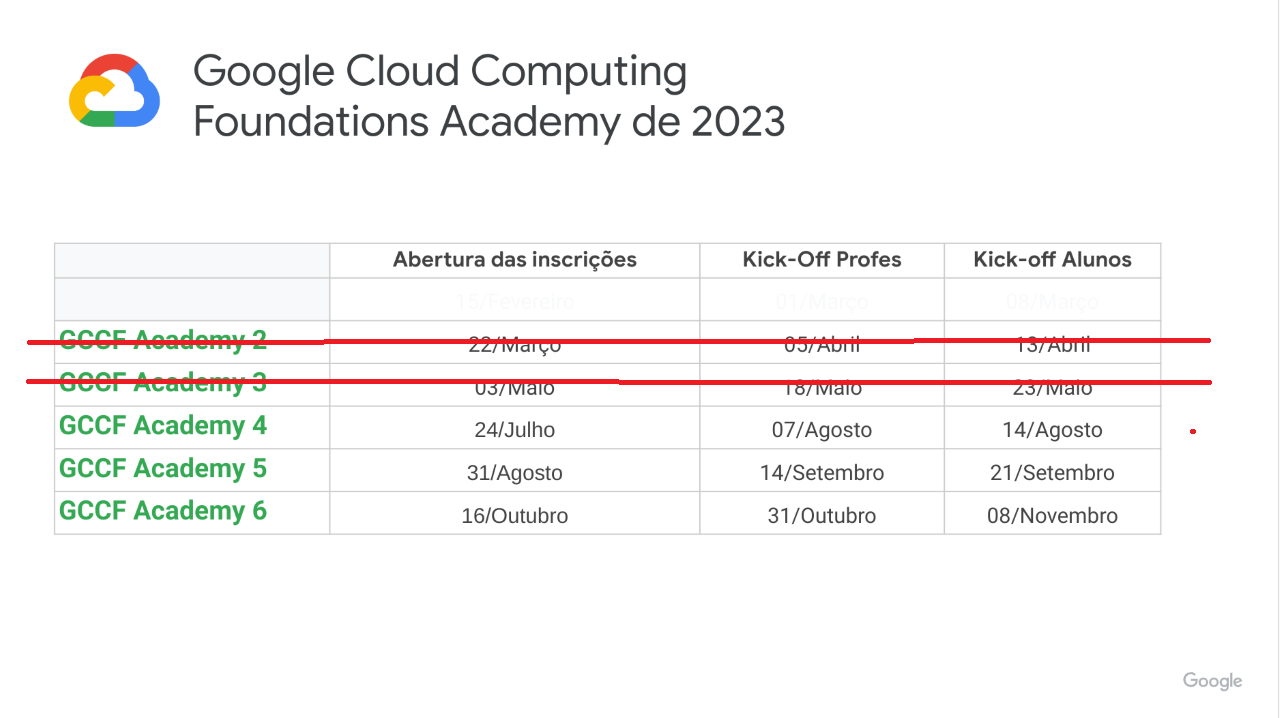 Google Cloud Computing
Foundations Academy de 2023
Abertura das inscrições Kick-Off Profes Kick-off Alunos
15/Fevereiro 01/Março 08/Março
GCCF Academy 2 22/Março 05/Abril 13/Abril
GCCF Academy 3 03/Maio 18/Maio 23/Maio
GCCF Academy 4 24/Julho 07/Agosto 14/Agosto
GCCF Academy 5 31/Agosto 14/Setembro 21/Setembro
GCCF Academy 6 16/Outubro 31/Outubro 08/Novembro
Google